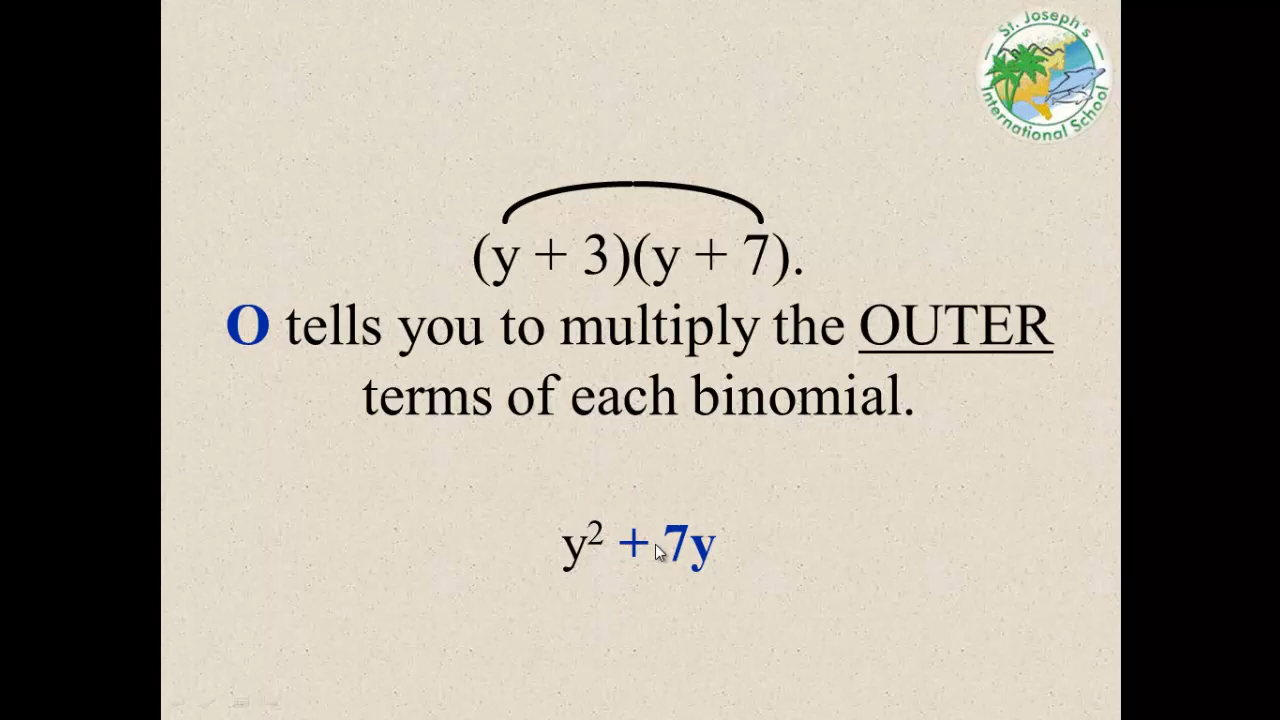 St. Joseph's
International School
(y + 3)(y + 7).
O tells you to multiply the OUTER
terms of each binomial.
y² + 7y